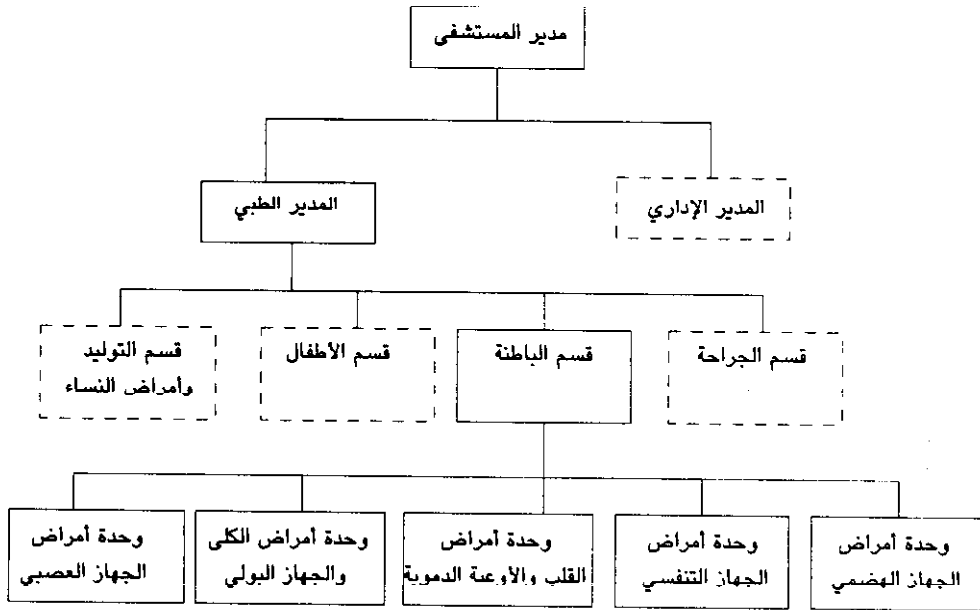 مدير المستشفى
المدير الإداري
المدير الطبي
قسم الجراحة
قسم الباطنة
قسم الأطفال
قسم التوليد
وأمراض النساء
وحدة أمراض
الجهاز الهضمي
وحدة أمراض
الجهاز التنفسي
وحدة أمراض
القلب والأوعية الدموية
وحدة أمراض الكلى
والجهاز البولي
وحدة أمراض
الجهاز العصبي